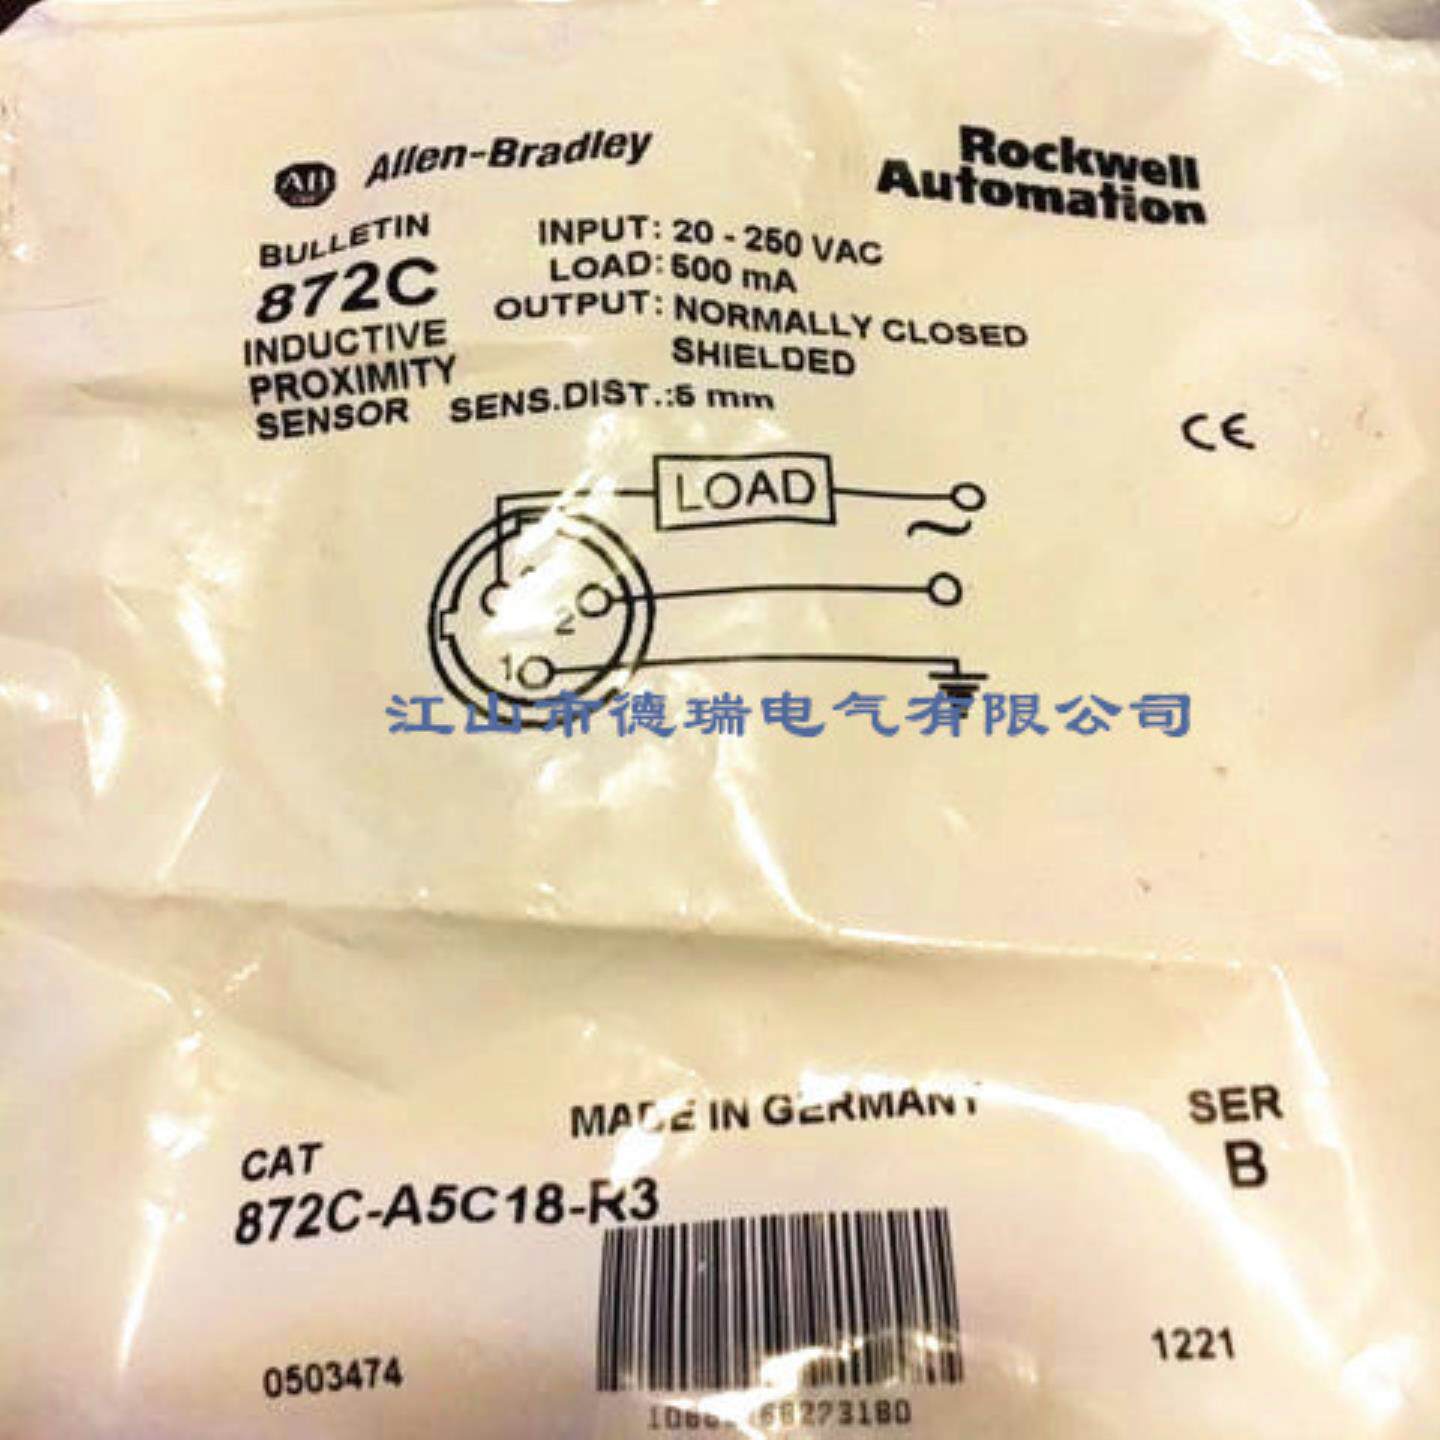 AB Allen-Bradley
Rockwell
Automation
BULLETIN
872C
INDUCTIVE
PROXIMITY
SENSOR
INPUT: 20 - 250 VAC
LOAD: 500 mA
OUTPUT: NORMALLY CLOSED
SHIELDED
SENS.DIST.:5 mm
CE
LOAD
2
1
江山市德瑞电气有限公司
MADE IN GERMANY
SER
B
CAT
872C-A5C18-R3
0503474
1221